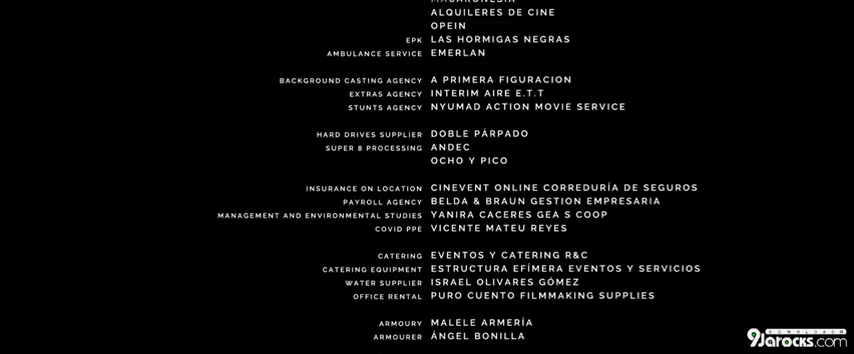 MACARONESIA
ALQUILERES DE CINE
OPEIN
EPK LAS HORMIGAS NEGRAS
AMBULANCE SERVICE EMERLAN
BACKGROUND CASTING AGENCY A PRIMERA FIGURACION
EXTRAS AGENCY INTERIM AIRE E.T.T
STUNTS AGENCY NYUMAD ACTION MOVIE SERVICE
HARD DRIVES SUPPLIER DOBLE PÁRPADO
SUPER 8 PROCESSING ANDEC
OCHO Y PICO
INSURANCE ON LOCATION CINEVENT ONLINE CORREDURÍA DE SEGUROS
PAYROLL AGENCY BELDA & BRAUN GESTION EMPRESARIA
MANAGEMENT AND ENVIRONMENTAL STUDIES YANIRA CACERES GEA S COOP
COVID PPE VICENTE MATEU REYES
CATERING EVENTOS Y CATERING R&C
CATERING EQUIPMENT ESTRUCTURA EFÍMERA EVENTOS Y SERVICIOS
WATER SUPPLIER ISRAEL OLIVARES GÓMEZ
OFFICE RENTAL PURO CUENTO FILMMAKING SUPPLIES
ARMOURY MALELE ARMERÍA
ARMOURER ÁNGEL BONILLA
DOWNLOADED
9JAROCKS.com